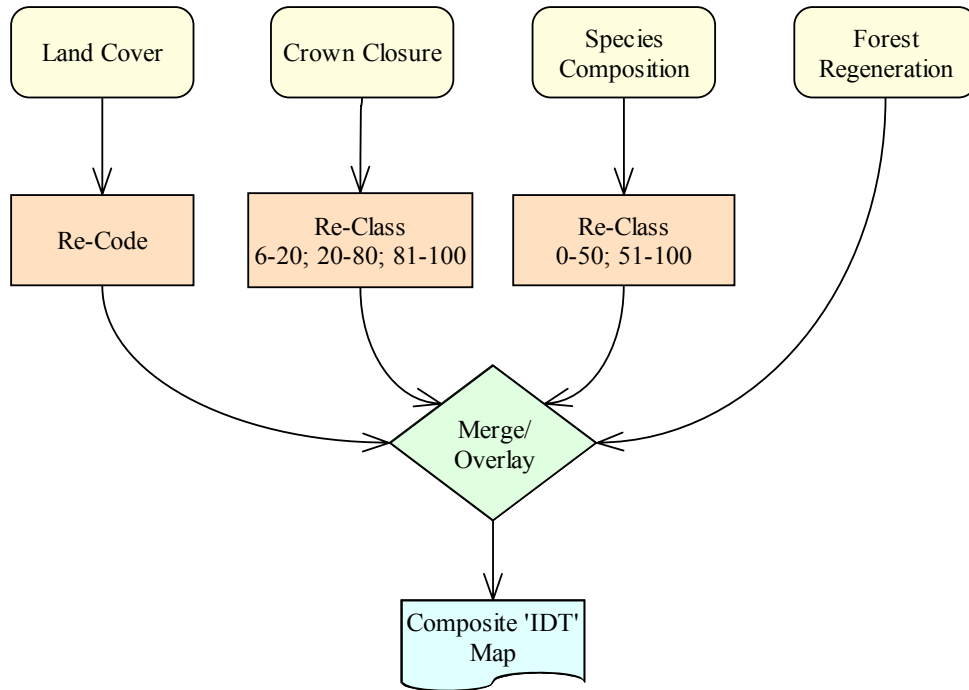 Land Cover
Crown Closure
Species
Composition
Forest
Regeneration
Re-Code
Re-Class
6-20; 20-80; 81-100
Re-Class
0-50; 51-100
Merge/
Overlay
Composite 'IDT'
Map